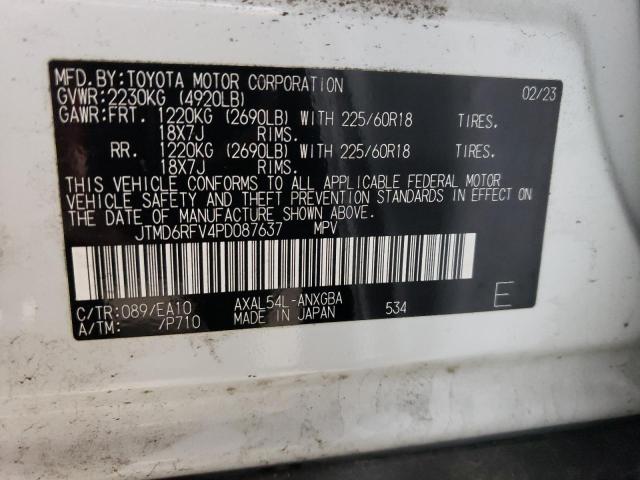 MFD.BY:TOYOTA MOTOR CORPORATION 02/23
GVWR:2230KG (4920LB)
GAWR:FRT. 1220KG (2690LB) WITH 225/60R18 TIRES.
18X7J RIMS.
RR. 1220KG (2690LB) WITH 225/60R18 TIRES.
18X7J RIMS.
THIS VEHICLE CONFORMS TO ALL APPLICABLE FEDERAL MOTOR
VEHICLE SAFETY AND THEFT PREVENTION STANDARDS IN EFFECT ON
THE DATE OF MANUFACTURE SHOWN ABOVE.
JTMD6RFV4PD087637 MPV
C/TR:089/EA10 AXAL54L-ANXGBA 534 E
A/TM: /P710 MADE IN JAPAN